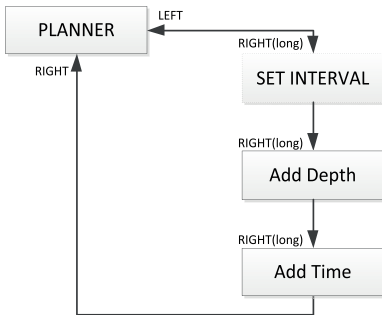 PLANNER
LEFT
RIGHT(long)
RIGHT
SET INTERVAL
RIGHT(long)
Add Depth
RIGHT(long)
Add Time